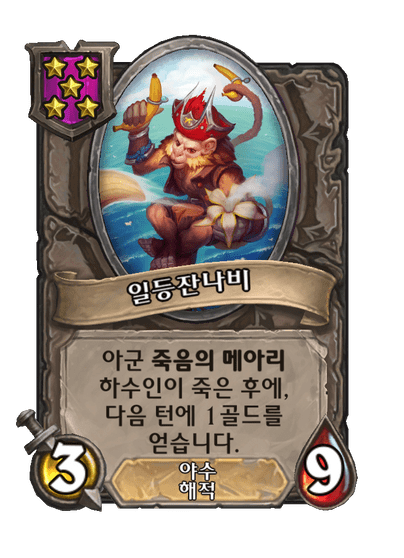 일등잔나비
아군 죽음의 메아리
하수인이 죽은 후에,
다음 턴에 1골드를
얻습니다.
야수
해적
3
9